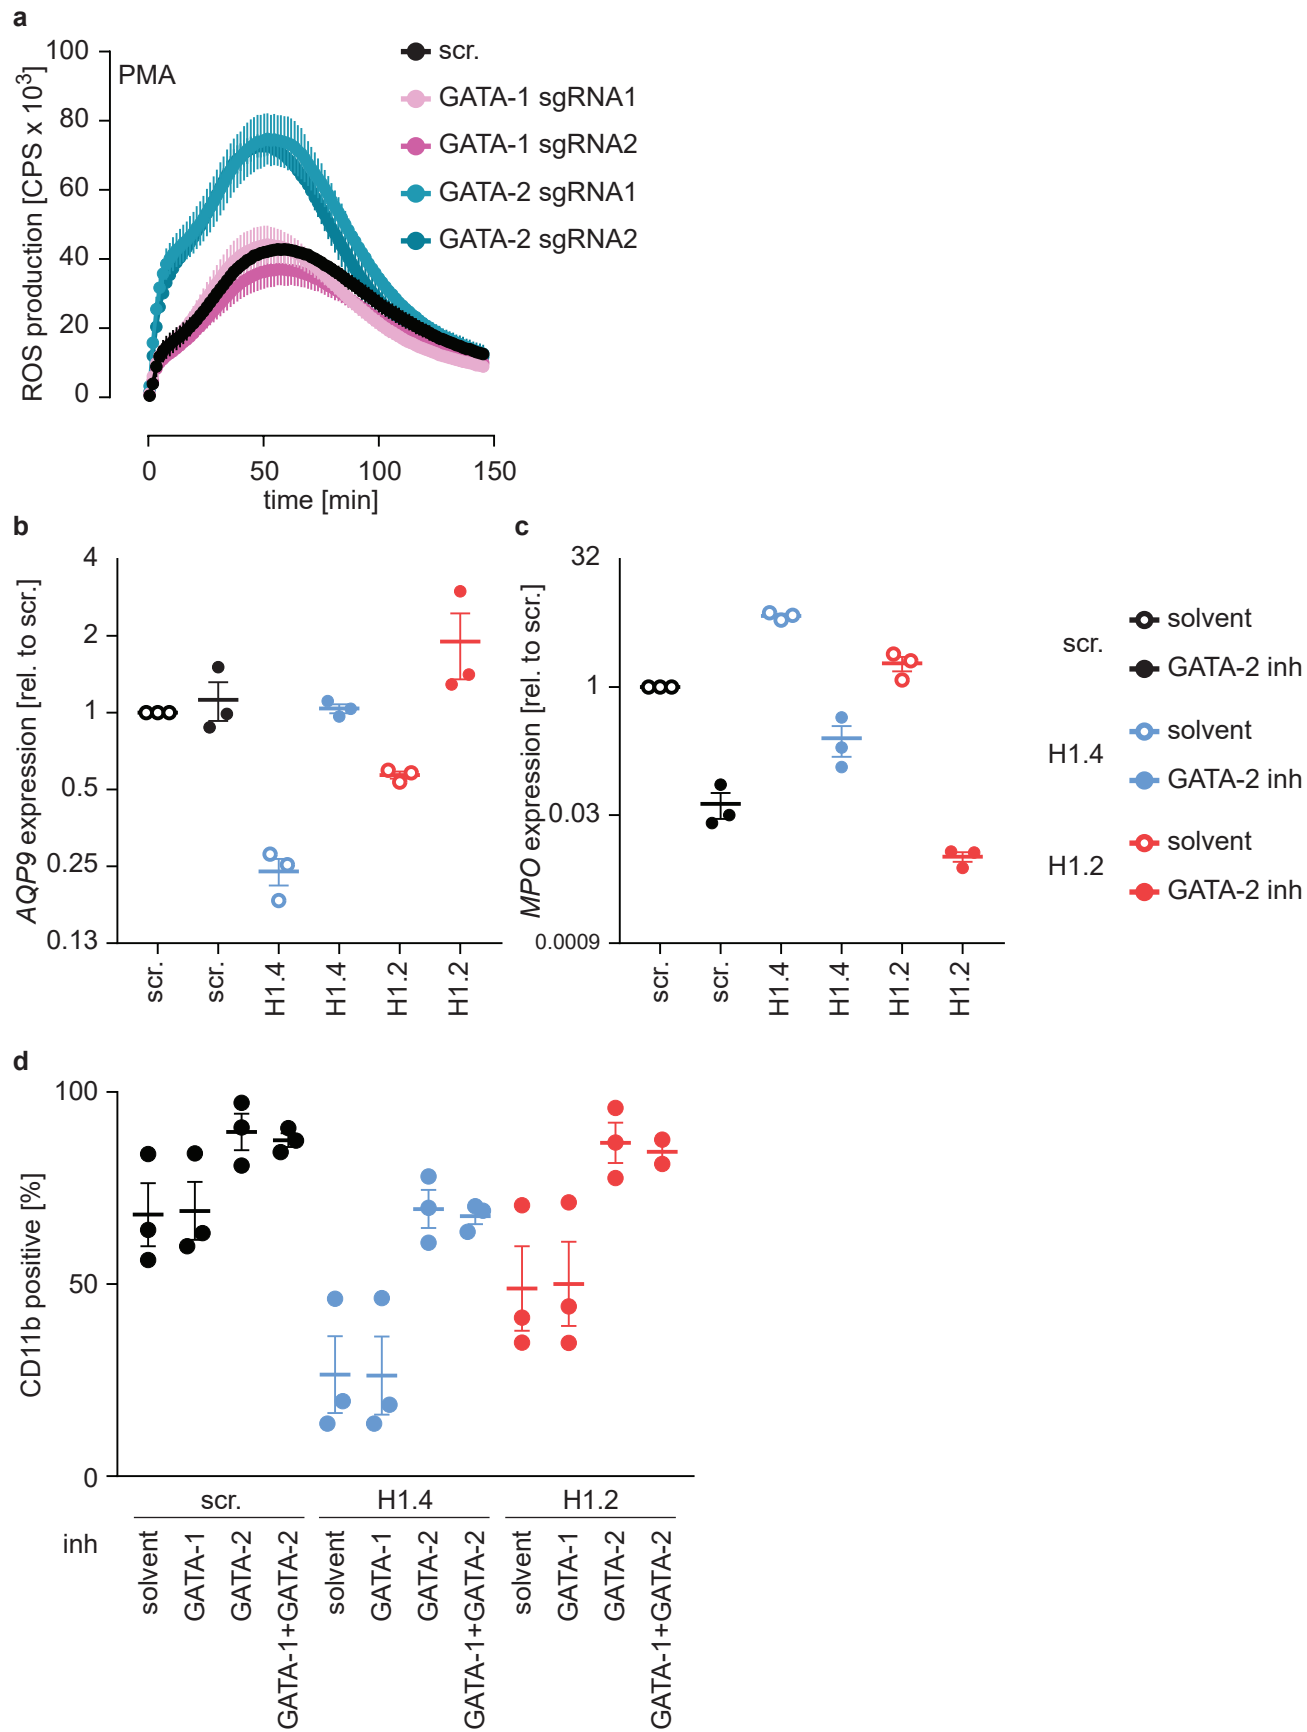 a
ROS production [CPS x 10³]
100
80
60
40
20
0
PMA
scr.
GATA-1 sgRNA1
GATA-1 sgRNA2
GATA-2 sgRNA1
GATA-2 sgRNA2
0 50 100 150
time [min]
b
AQP9 expression [rel. to scr.]
4
2
1
0.5
0.25
0.13
scr.
scr.
H1.4
H1.4
H1.2
H1.2
c
MPO expression [rel. to scr.]
32
1
0.03
0.0009
scr.
scr.
H1.4
H1.4
H1.2
H1.2
scr.
solvent
GATA-2 inh
H1.4
solvent
GATA-2 inh
H1.2
solvent
GATA-2 inh
d
CD11b positive [%]
100
50
0
scr. H1.4 H1.2
inh
solvent
GATA-1
GATA-2
GATA-1+GATA-2
solvent
GATA-1
GATA-2
GATA-1+GATA-2
solvent
GATA-1
GATA-2
GATA-1+GATA-2